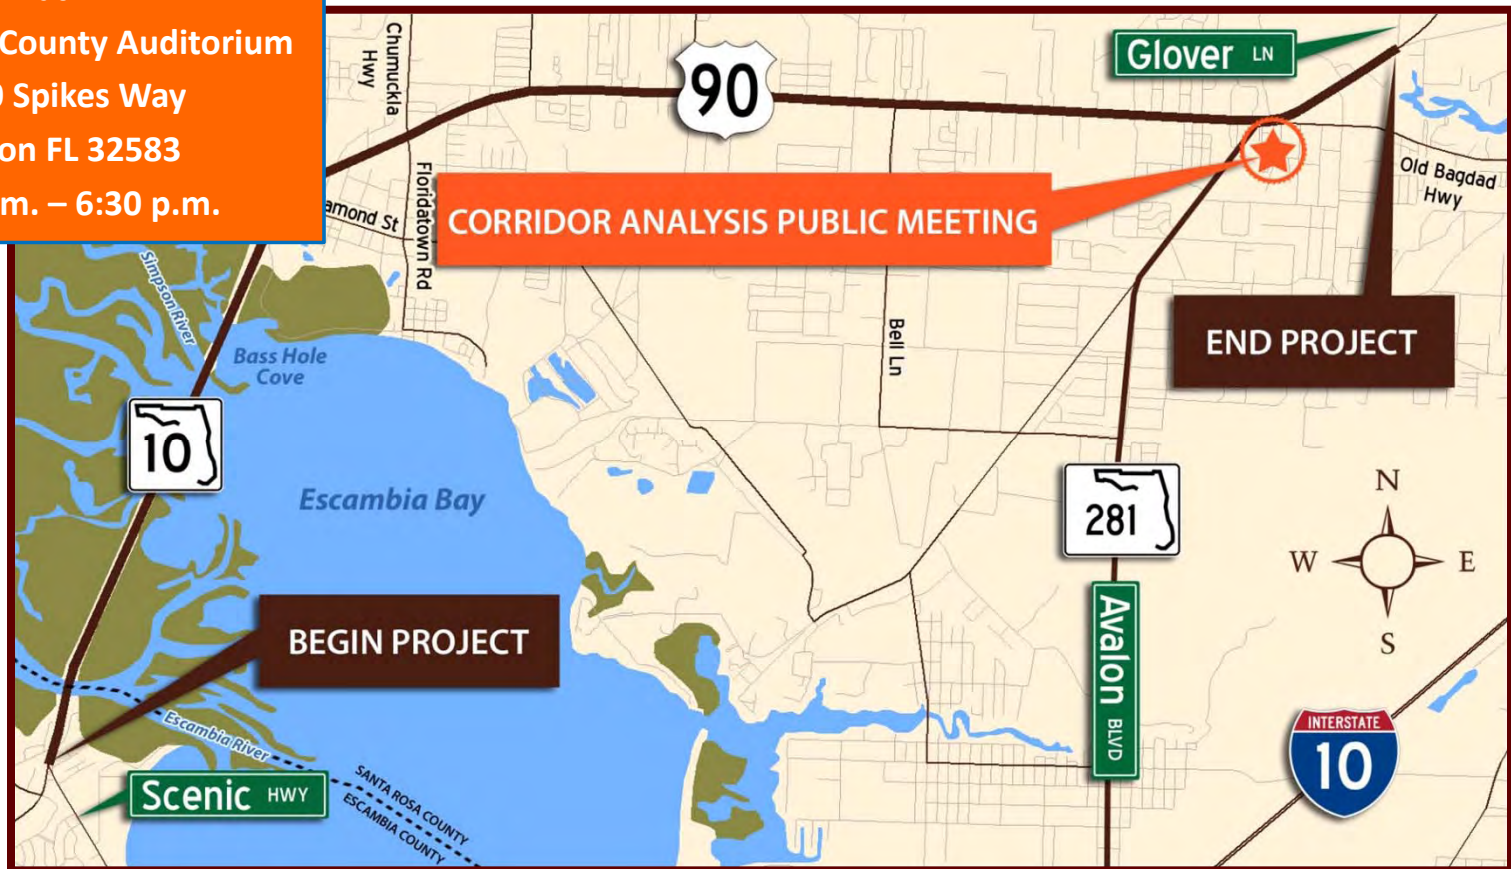 County Auditorium
Spikes Way
FL 32583
– 6:30 p.m.
Chumuckla
Hwy
90
Glover LN
Old Bagdad
Hwy
CORRIDOR ANALYSIS PUBLIC MEETING
St
Floridatown Rd
Simpson River
Bass Hole
Cove
Bell Ln
END PROJECT
10
Escambia Bay
281
N
W
E
S
BEGIN PROJECT
Avalon BLVD
Escambia River
INTERSTATE
10
Scenic HWY
SANTA ROSA COUNTY
ESCAMBIA COUNTY